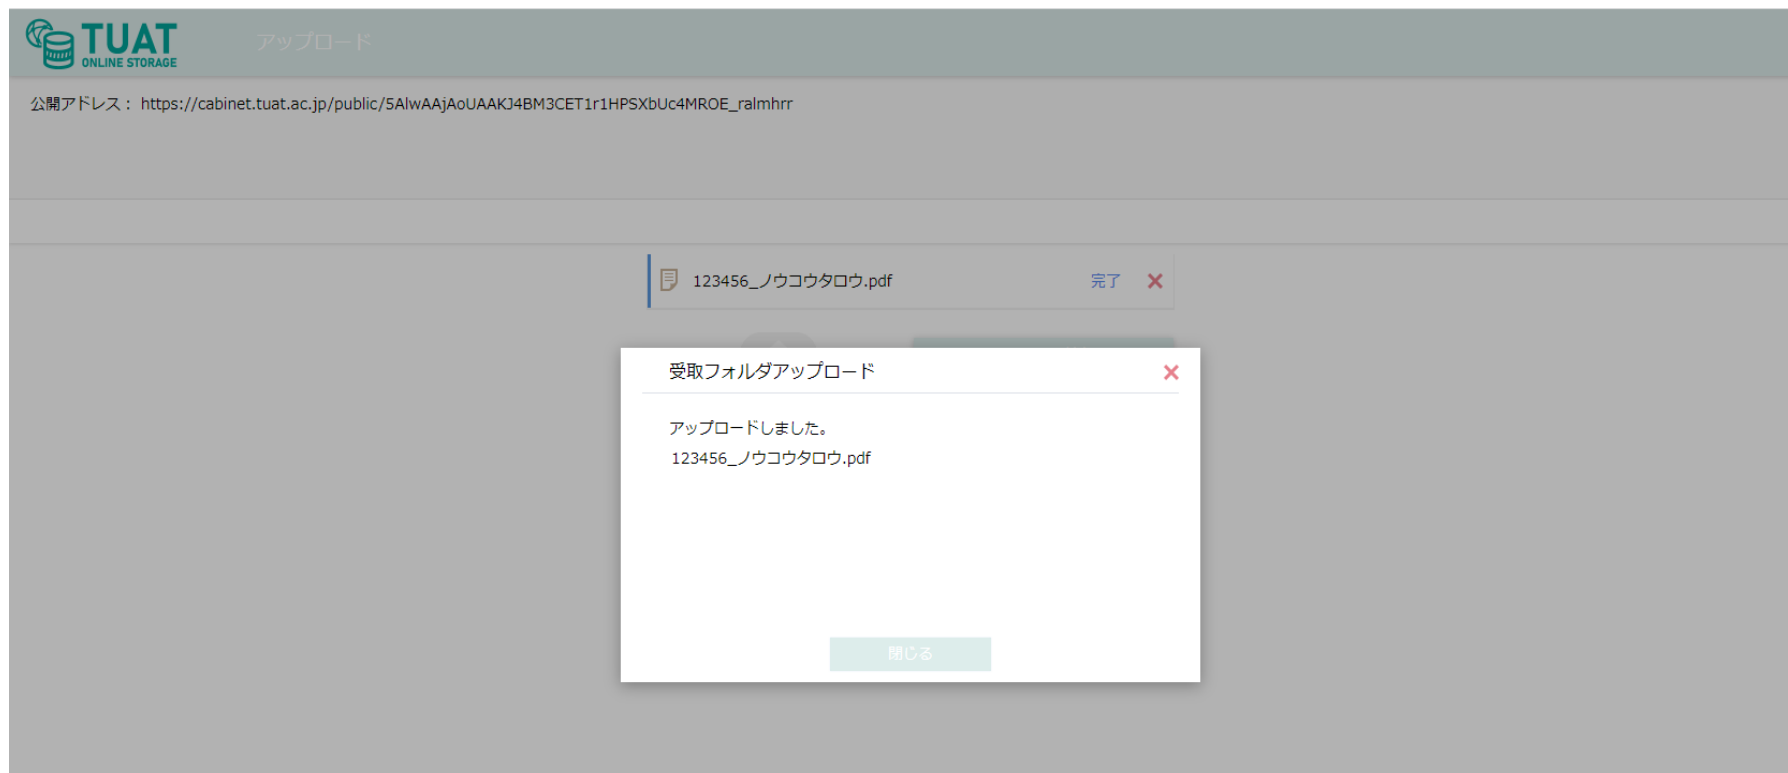 TUAT
ONLINE STORAGE
アップロード
公開アドレス： https://cabinet.tuat.ac.jp/public/5AlwAAjAoUAAKJ4BM3CET1r1HPSXbUc4MROE_ralmhrr
123456_ノウコウタロウ.pdf 完了
受取フォルダアップロード
アップロードしました。
123456_ノウコウタロウ.pdf
閉じる